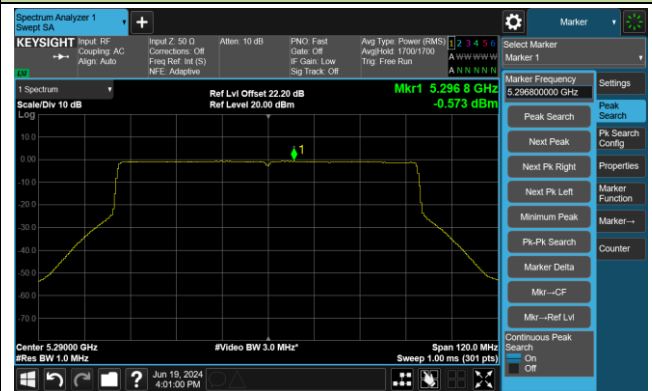 Spectrum Analyzer 1
Swept SA
+
Marker
KEYSIGHT
Input: RF
Coupling: AC
Align: Auto
Input Z: 50 Ω
Corrections: Off
Freq Ref: Int (S)
NFE: Adaptive
Atten: 10 dB
PNO: Fast
Gate: Off
IF Gain: Low
Sig Track: Off
Avg Type: Power (RMS)
Avg|Hold: 1700/1700
Trig: Free Run
1 2 3 4 5 6
A W W W W W
A N N N N N
LXI
Select Marker
Marker 1
1 Spectrum
Scale/Div 10 dB
Log
Ref Lvl Offset 22.20 dB
Ref Level 20.00 dBm
Mkr1 5.296 8 GHz
-0.573 dBm
10.0
0.00
-10.0
-20.0
-30.0
-40.0
-50.0
-60.0
-70.0
1
Center 5.29000 GHz
#Res BW 1.0 MHz
#Video BW 3.0 MHz*
Span 120.0 MHz
Sweep 1.00 ms (301 pts)
Marker Frequency
5.296800000 GHz
Peak Search
Next Peak
Next Pk Right
Next Pk Left
Minimum Peak
Pk-Pk Search
Marker Delta
Mkr→CF
Mkr→Ref Lvl
Continuous Peak
Search
On
Off
Settings
Peak
Search
Pk Search
Config
Properties
Marker
Function
Marker→
Counter
?
Jun 19, 2024
4:01:00 PM